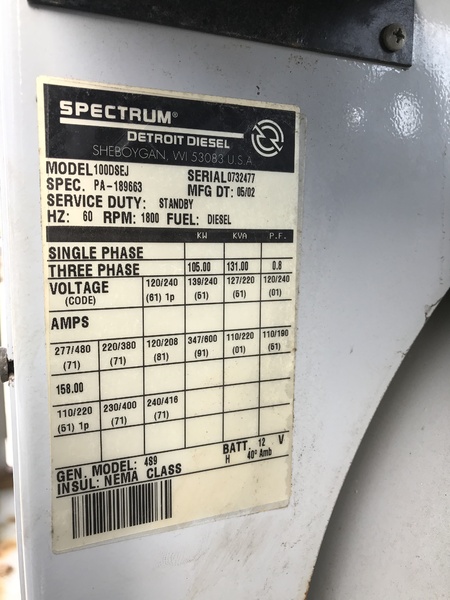 SPECTRUM®
DETROIT DIESEL
SHEBOYGAN, WI 53083 U.S.A
MODEL 100DSEJ SERIAL 0732477
SPEC. PA-189663 MFG DT: 05/02
SERVICE DUTY: STANDBY
HZ: 60 RPM: 1800 FUEL: DIESEL
KW KVA P.F.
SINGLE PHASE
THREE PHASE 105.00 131.00 0.8
VOLTAGE 120/240 139/240 127/220 120/240
(CODE) (61) 1p (51) (51) (01)
AMPS
277/480 220/380 120/208 347/600 110/220 110/190
(71) (71) (81) (91) (01) (51)
158.00
110/220 230/400 240/416
(61) 1p (71) (71)
GEN. MODEL: 4S9 BATT. 12 V
INSUL: NEMA CLASS H 40° Amb